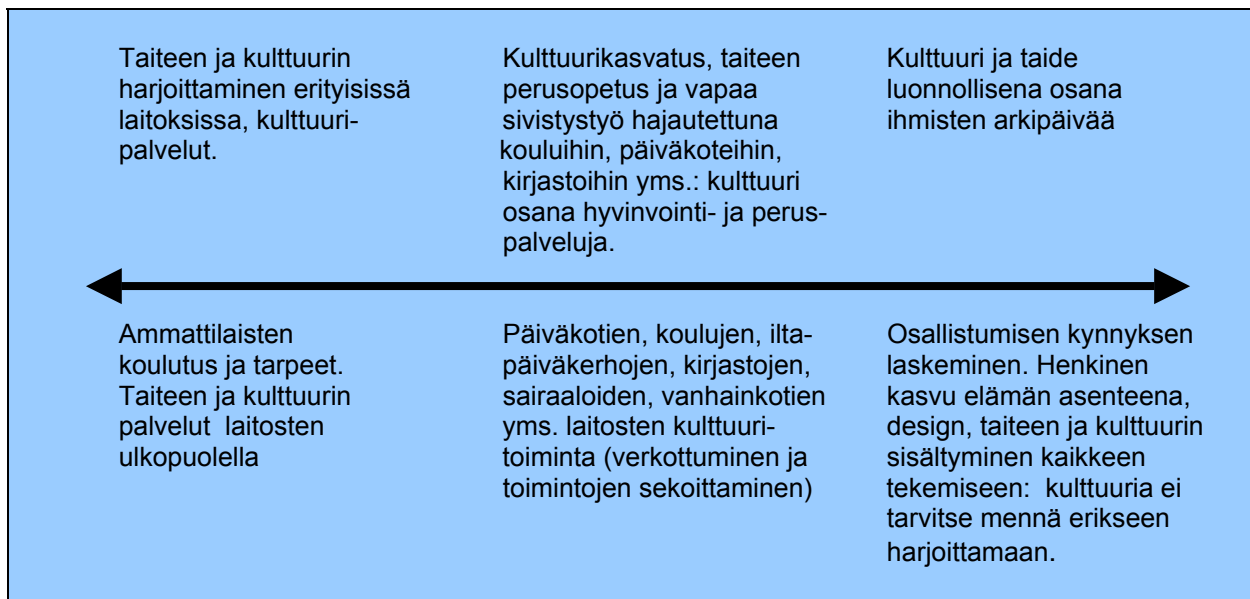 Taiteen ja kulttuurin
harjoittaminen erityisissä
laitoksissa, kulttuuri-
palvelut.
Kulttuurikasvatus, taiteen
perusopetus ja vapaa
sivistystyö hajautettuna
kouluihin, päiväkoteihin,
kirjastoihin yms.: kulttuuri
osana hyvinvointi- ja perus-
palveluja.
Kulttuuri ja taide
luonnollisena osana
ihmisten arkipäivää
Ammattilaisten
koulutus ja tarpeet.
Taiteen ja kulttuurin
palvelut laitosten
ulkopuolella
Päiväkotien, koulujen, ilta-
päiväkerhojen, kirjastojen,
sairaaloiden, vanhainkotien
yms. laitosten kulttuuri-
toiminta (verkottuminen ja
toimintojen sekoittaminen)
Osallistumisen kynnyksen
laskeminen. Henkinen
kasvu elämän asenteena,
design, taiteen ja kulttuurin
sisältyminen kaikkeen
tekemiseen: kulttuuria ei
tarvitse mennä erikseen
harjoittamaan.